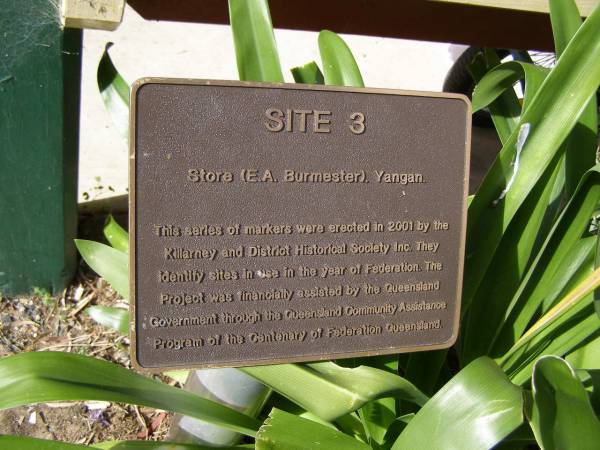 SITE 3
Store (E.A. Burmester). Yangan.
This series of markers were erected in 2001 by the
Killarney and District Historical Society Inc. They
identify sites in use in the year of Federation. The
Project was financially assisted by the Queensland
Government through the Queensland Community Assistance
Program of the Centenary of Federation Queensland.